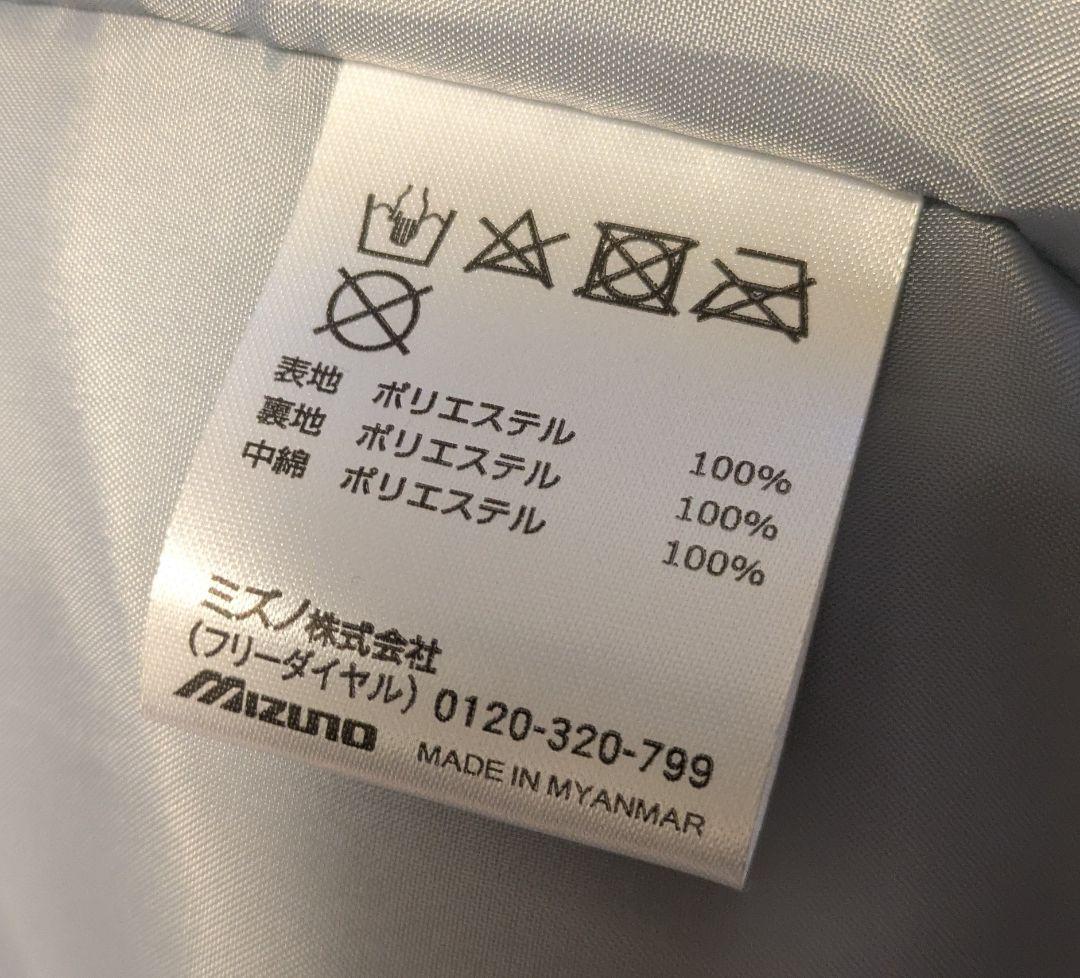 表地 ポリエステル 100%
裏地 ポリエステル 100%
中綿 ポリエステル 100%
ミズノ株式会社
(フリーダイヤル) 0120-320-799
MIZUNO MADE IN MYANMAR